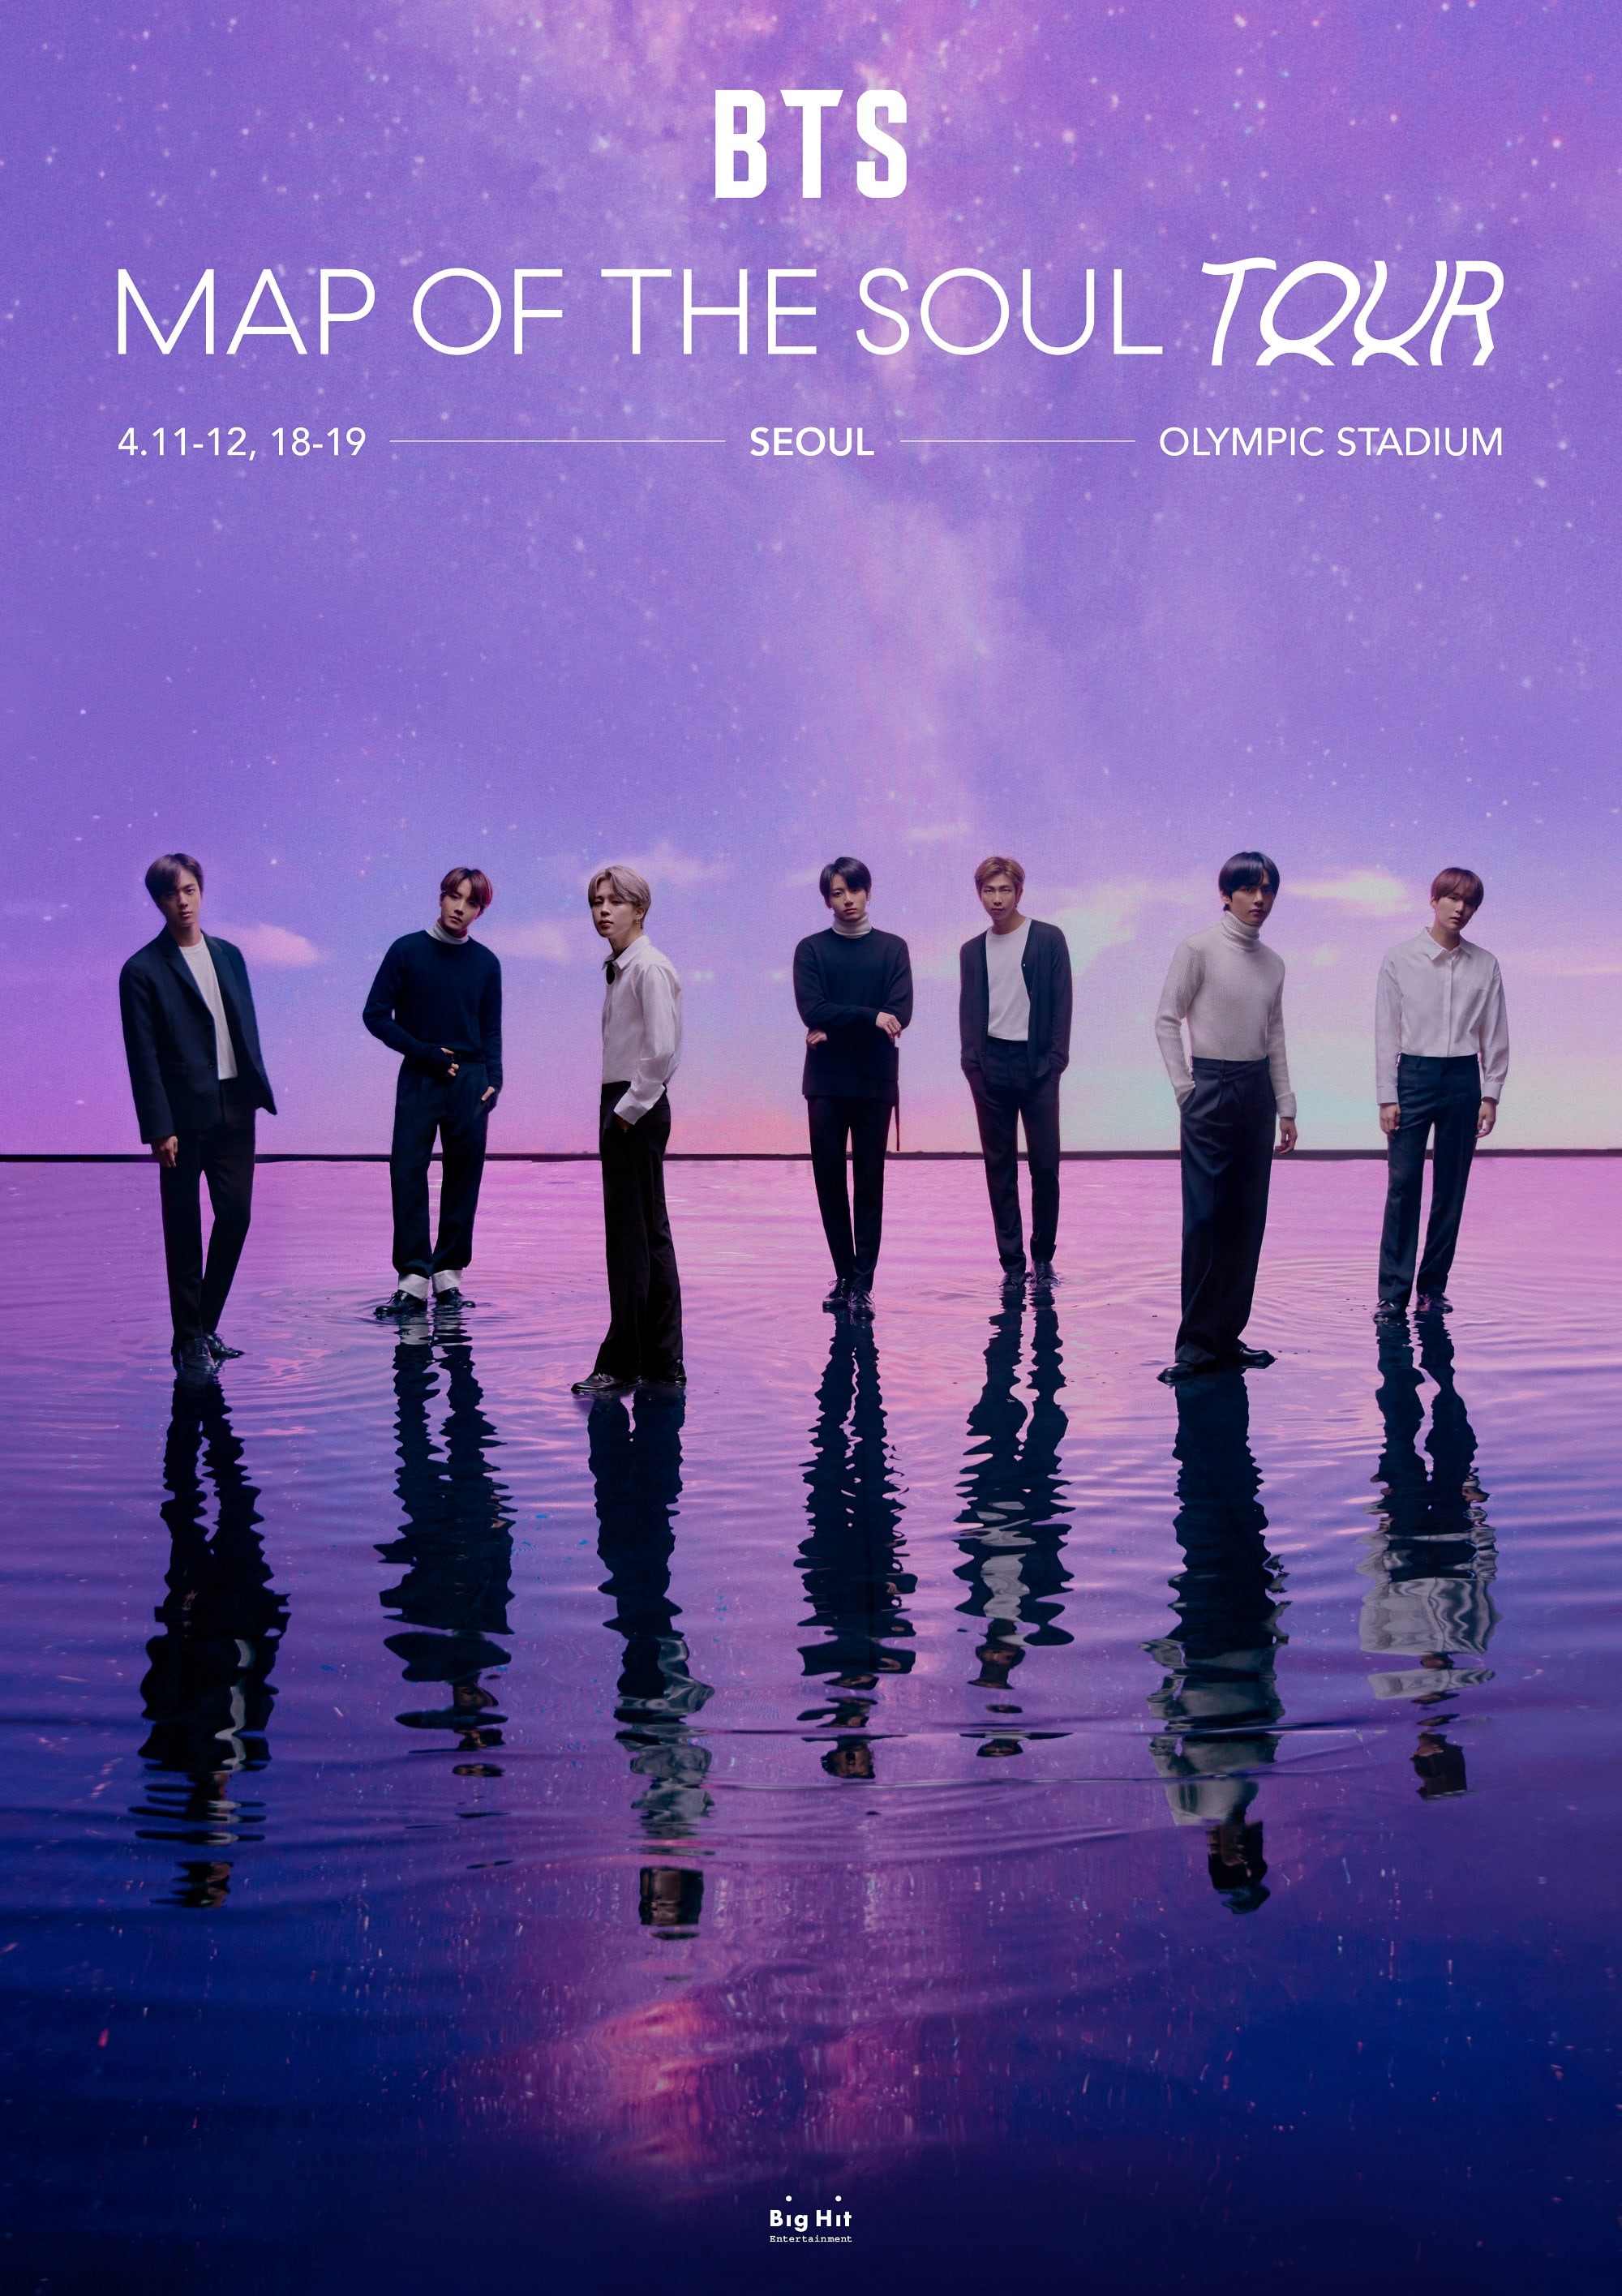 BTS
MAP OF THE SOUL TOUR
4.11-12, 18-19 SEOUL OLYMPIC STADIUM
Big Hit
Entertainment